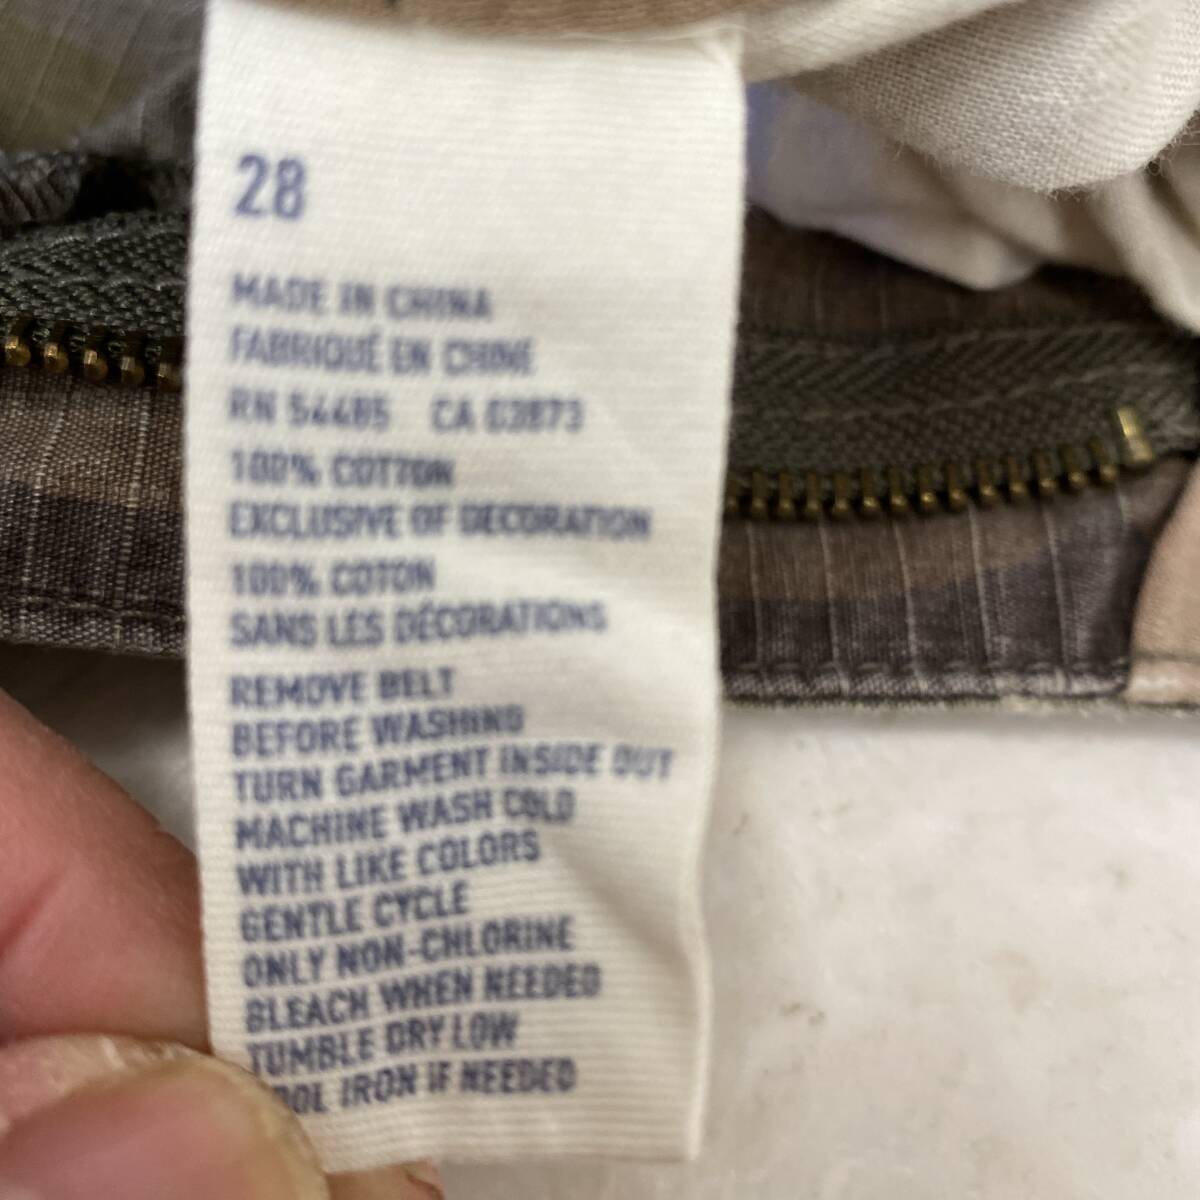 28
MADE IN CHINA
FABRIQUÉ EN CHINE
RN 54485 CA 03873
100% COTTON
EXCLUSIVE OF DECORATION
100% COTON
SANS LES DÉCORATIONS
REMOVE BELT
BEFORE WASHING
TURN GARMENT INSIDE OUT
MACHINE WASH COLD
WITH LIKE COLORS
GENTLE CYCLE
ONLY NON-CHLORINE
BLEACH WHEN NEEDED
TUMBLE DRY LOW
OOL IRON IF NEEDED